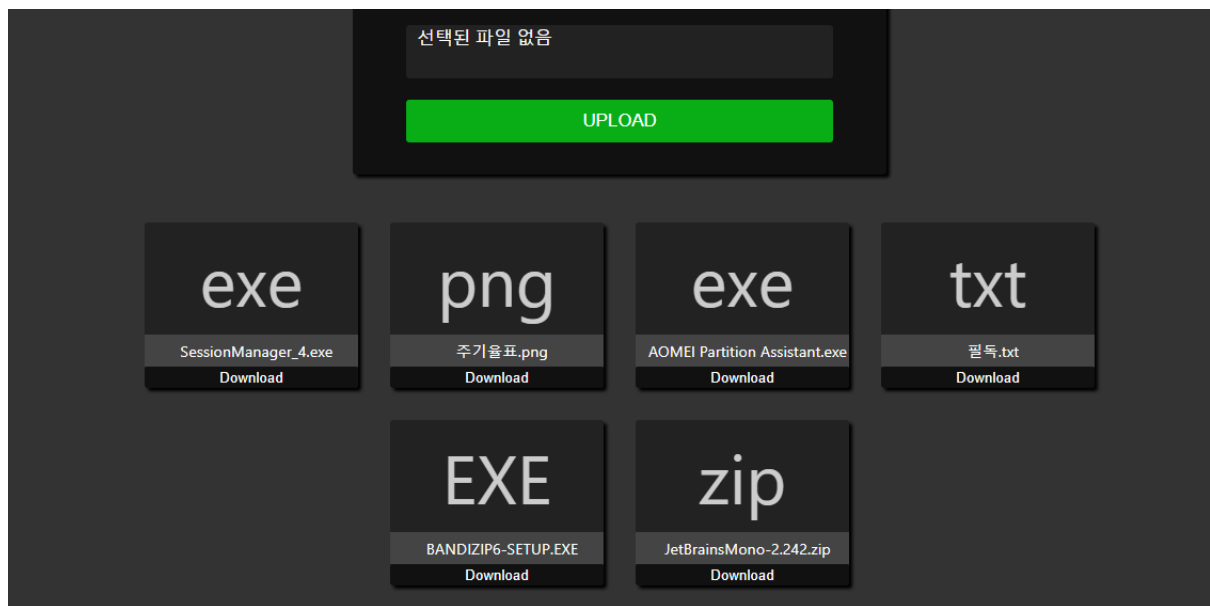 선택된 파일 없음
UPLOAD
exe
SessionManager_4.exe
Download
png
주기율표.png
Download
exe
AOMEI Partition Assistant.exe
Download
txt
필독.txt
Download
EXE
BANDIZIP6-SETUP.EXE
Download
zip
JetBrainsMono-2.242.zip
Download